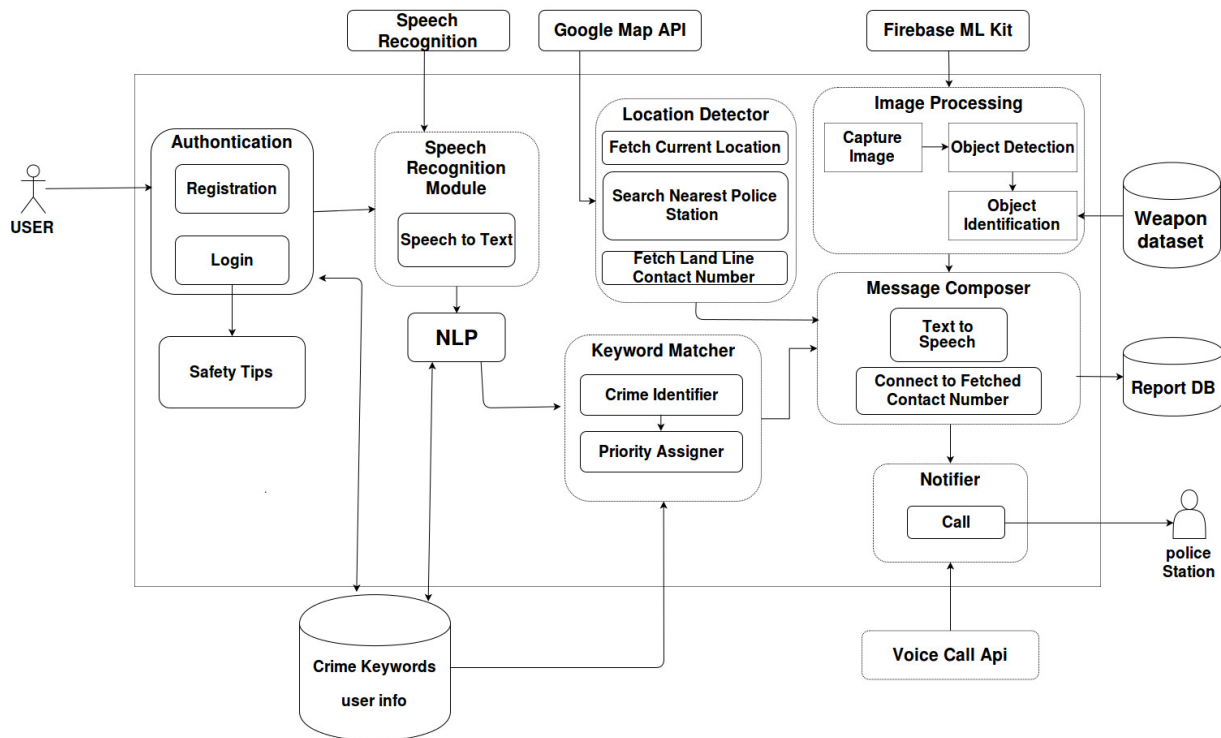 Speech
Recognition
Google Map API
Firebase ML Kit
Authontication
Registration
Login
Safety Tips
USER
Speech
Recognition
Module
Speech to Text
NLP
Location Detector
Fetch Current Location
Search Nearest Police
Station
Fetch Land Line
Contact Number
Keyword Matcher
Crime Identifier
Priority Assigner
Image Processing
Capture
Image
Object Detection
Object
Identification
Weapon
dataset
Message Composer
Text to
Speech
Connect to Fetched
Contact Number
Report DB
Notifier
Call
police
Station
Voice Call Api
Crime Keywords
user info